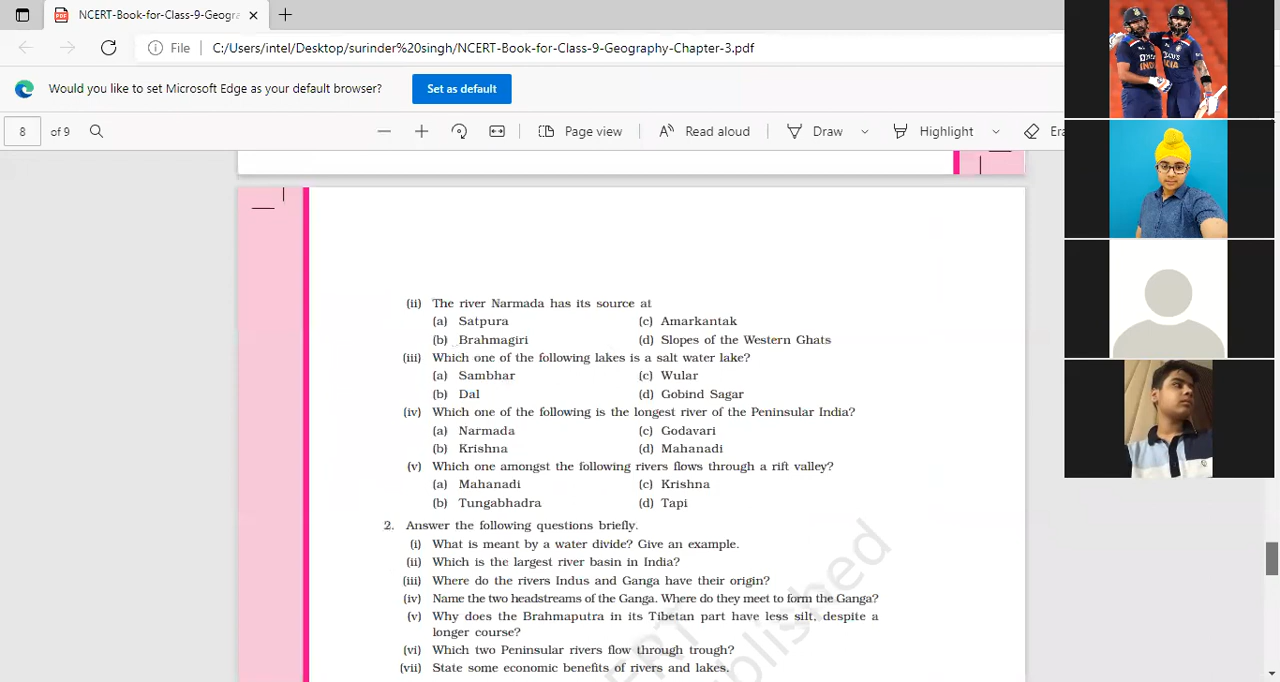 NCERT-Book-for-Class-9-Geogra
File C:/Users/intel/Desktop/surinder%20singh/NCERT-Book-for-Class-9-Geography-Chapter-3.pdf
Would you like to set Microsoft Edge as your default browser? Set as default
8 of 9 Page view Read aloud Draw Highlight Era
(ii) The river Narmada has its source at
(a) Satpura (c) Amarkantak
(b) Brahmagiri (d) Slopes of the Western Ghats
(iii) Which one of the following lakes is a salt water lake?
(a) Sambhar (c) Wular
(b) Dal (d) Gobind Sagar
(iv) Which one of the following is the longest river of the Peninsular India?
(a) Narmada (c) Godavari
(b) Krishna (d) Mahanadi
(v) Which one amongst the following rivers flows through a rift valley?
(a) Mahanadi (c) Krishna
(b) Tungabhadra (d) Tapi
2. Answer the following questions briefly.
(i) What is meant by a water divide? Give an example.
(ii) Which is the largest river basin in India?
(iii) Where do the rivers Indus and Ganga have their origin?
(iv) Name the two headstreams of the Ganga. Where do they meet to form the Ganga?
(v) Why does the Brahmaputra in its Tibetan part have less silt, despite a
longer course?
(vi) Which two Peninsular rivers flow through trough?
(vii) State some economic benefits of rivers and lakes.